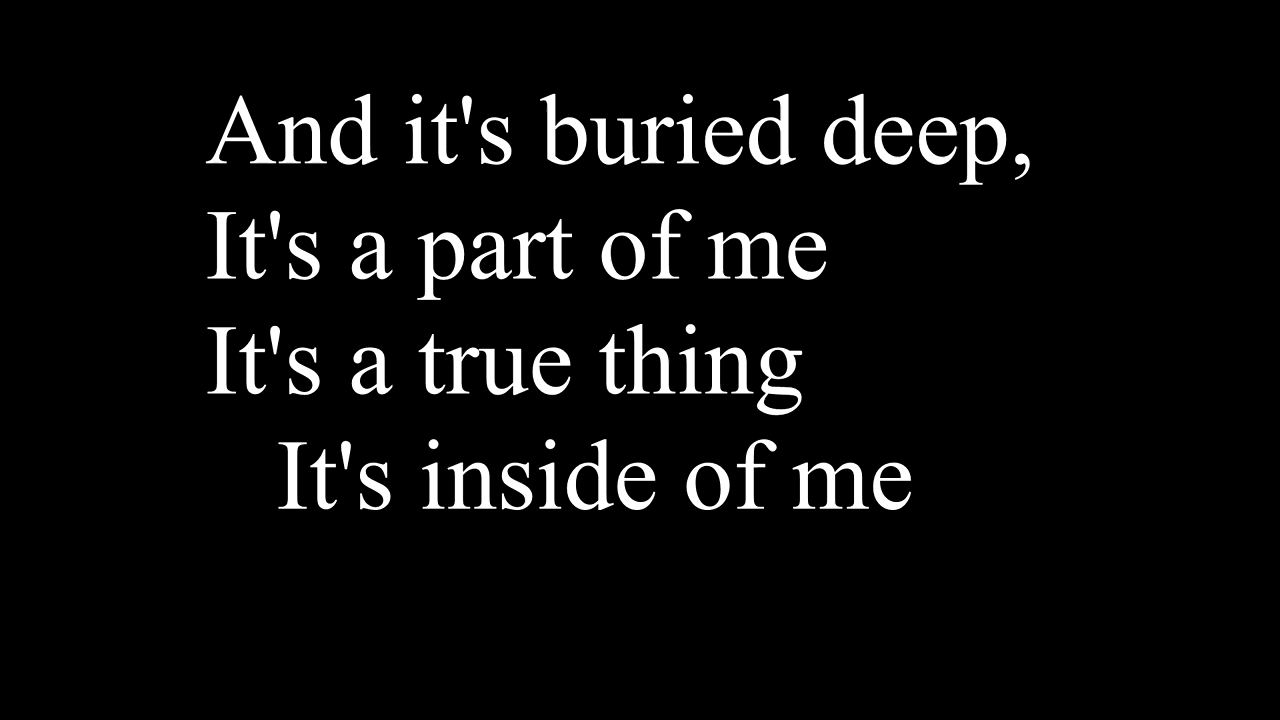 And it's buried deep,
It's a part of me
It's a true thing
It's inside of me